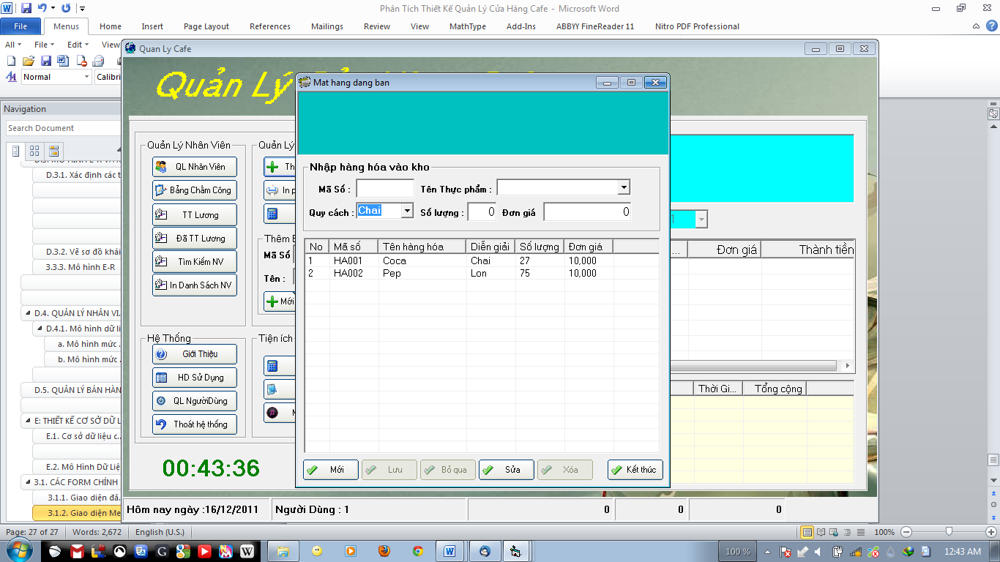 Phân Tích Thiết Kế Quản Lý Cửa Hàng Cafe - Microsoft Word
File Menus Home Insert Page Layout References Mailings Review View MathType Add-Ins ABBYY FineReader 11 Nitro PDF Professional
All File Edit View
Normal Calibri
Navigation
Search Document
D.3.1. Xác định các t
D.3.2. Vẽ sơ đồ khái
3.3.3. Mô hình E-R
D.4. QUẢN LÝ NHÂN VI...
D.4.1. Mô hình dữ li
a. Mô hình mức ...
b. Mô hình mức ...
D.5. QUẢN LÝ BÁN HÀN
E: THIẾT KẾ CƠ SỞ DỮ L
E.1. Cơ sở dữ liệu c...
E.2. Mô Hình Dữ Liệ
3.1. CÁC FORM CHÍNH
3.1.1. Giao diện đă...
3.1.2. Giao diện Me
Quan Ly Cafe
Quản Lý
Quản Lý Nhân Viên
QL Nhân Viên
Bảng Chấm Công
TT Lương
Đã TT Lương
Tìm Kiếm NV
In Danh Sách NV
Hệ Thống
Giới Thiệu
HD Sử Dụng
QL NgườiDùng
Thoát hệ thống
00:43:36
Quản Lý
Th
In p
Thêm B
Mã Số
Tên :
Mới
Tiện ích
Mat hang dang ban
Nhập hàng hóa vào kho
Mã Số : Tên Thực phẩm :
Quy cách : Chai Số lượng : 0 Đơn giá 0
No Mã số Tên hàng hóa Diễn giải Số lượng Đơn giá
1 HA001 Coca Chai 27 10,000
2 HA002 Pep Lon 75 10,000
Mới Lưu Bỏ qua Sửa Xóa Kết thúc
1
... Đơn giá Thành tiền
Thời Gi... Tổng cộng
Hôm nay ngày :16/12/2011 Người Dùng : 1 0 0 0
Page: 27 of 27 Words: 2,672 English (U.S.) 100%
100 % 12:43 AM